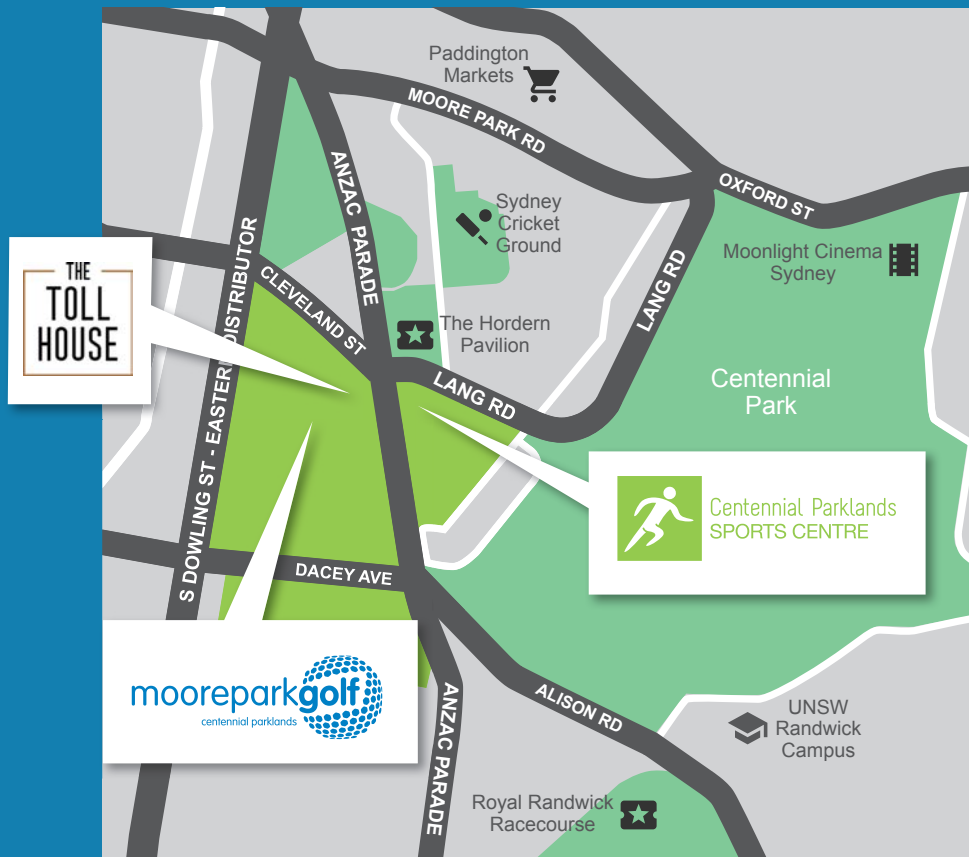 Paddington
Markets
MOORE PARK RD
OXFORD ST
ANZAC PARADE
Sydney
Cricket
Ground
Moonlight Cinema
Sydney
LANG RD
THE
TOLL
HOUSE
CLEVELAND ST
S DOWLING ST - EASTERN DISTRIBUTOR
The Hordern
Pavilion
LANG RD
Centennial
Park
Centennial Parklands
SPORTS CENTRE
DACEY AVE
mooreparkgolf
centennial parklands
ANZAC PARADE
ALISON RD
UNSW
Randwick
Campus
Royal Randwick
Racecourse